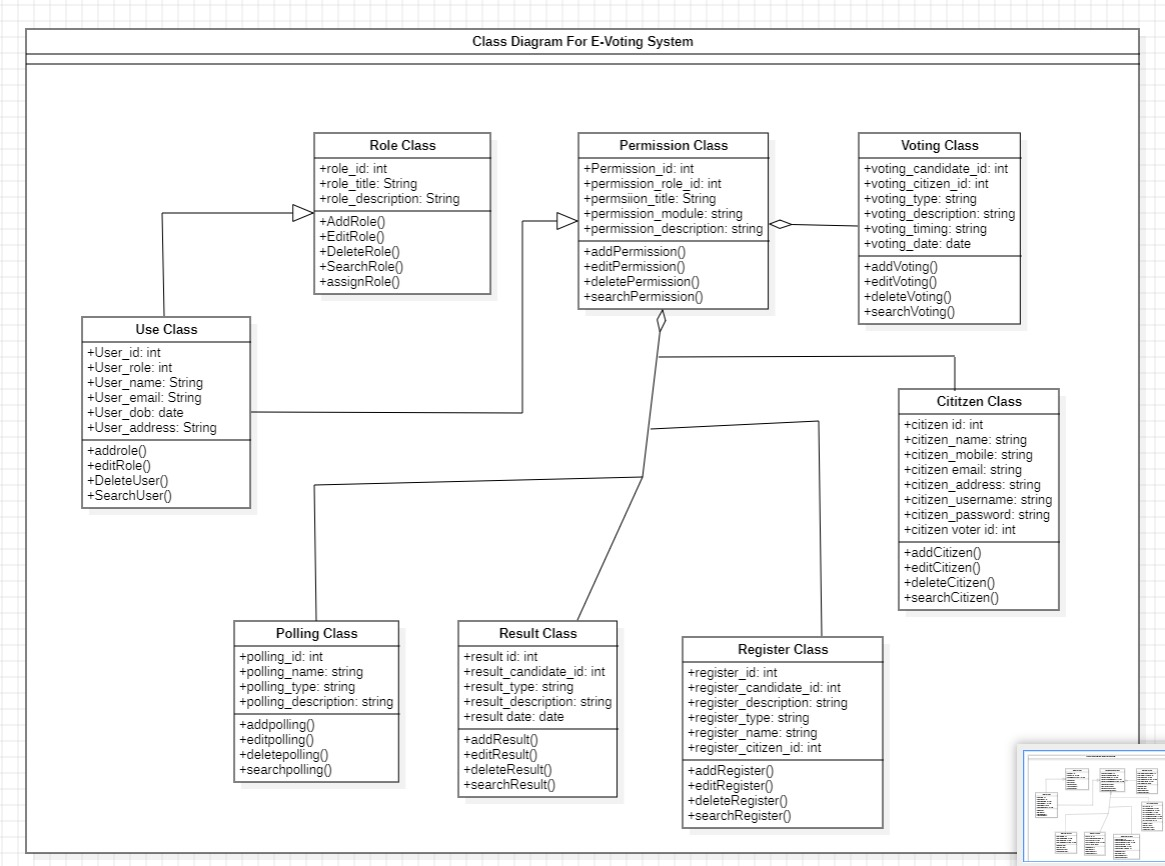 Class Diagram For E-Voting System
Role Class
+role_id: int
+role_title: String
+role_description: String
+AddRole()
+EditRole()
+DeleteRole()
+SearchRole()
+assignRole()
Permission Class
+Permission_id: int
+permission_role_id: int
+permsiion_title: String
+permission_module: string
+permission_description: string
+addPermission()
+editPermission()
+deletePermission()
+searchPermission()
Voting Class
+voting_candidate_id: int
+voting_citizen_id: int
+voting_type: string
+voting_description: string
+voting_timing: string
+voting_date: date
+addVoting()
+editVoting()
+deleteVoting()
+searchVoting()
Use Class
+User_id: int
+User_role: int
+User_name: String
+User_email: String
+User_dob: date
+User_address: String
+addrole()
+editRole()
+DeleteUser()
+SearchUser()
Cititzen Class
+citizen id: int
+citizen_name: string
+citizen_mobile: string
+citizen email: string
+citizen_address: string
+citizen_username: string
+citizen_password: string
+citizen voter id: int
+addCitizen()
+editCitizen()
+deleteCitizen()
+searchCitizen()
Polling Class
+polling_id: int
+polling_name: string
+polling_type: string
+polling_description: string
+addpolling()
+editpolling()
+deletepolling()
+searchpolling()
Result Class
+result id: int
+result_candidate_id: int
+result_type: string
+result_description: string
+result date: date
+addResult()
+editResult()
+deleteResult()
+searchResult()
Register Class
+register_id: int
+register_candidate_id: int
+register_description: string
+register_type: string
+register_name: string
+register_citizen_id: int
+addRegister()
+editRegister()
+deleteRegister()
+searchRegister()